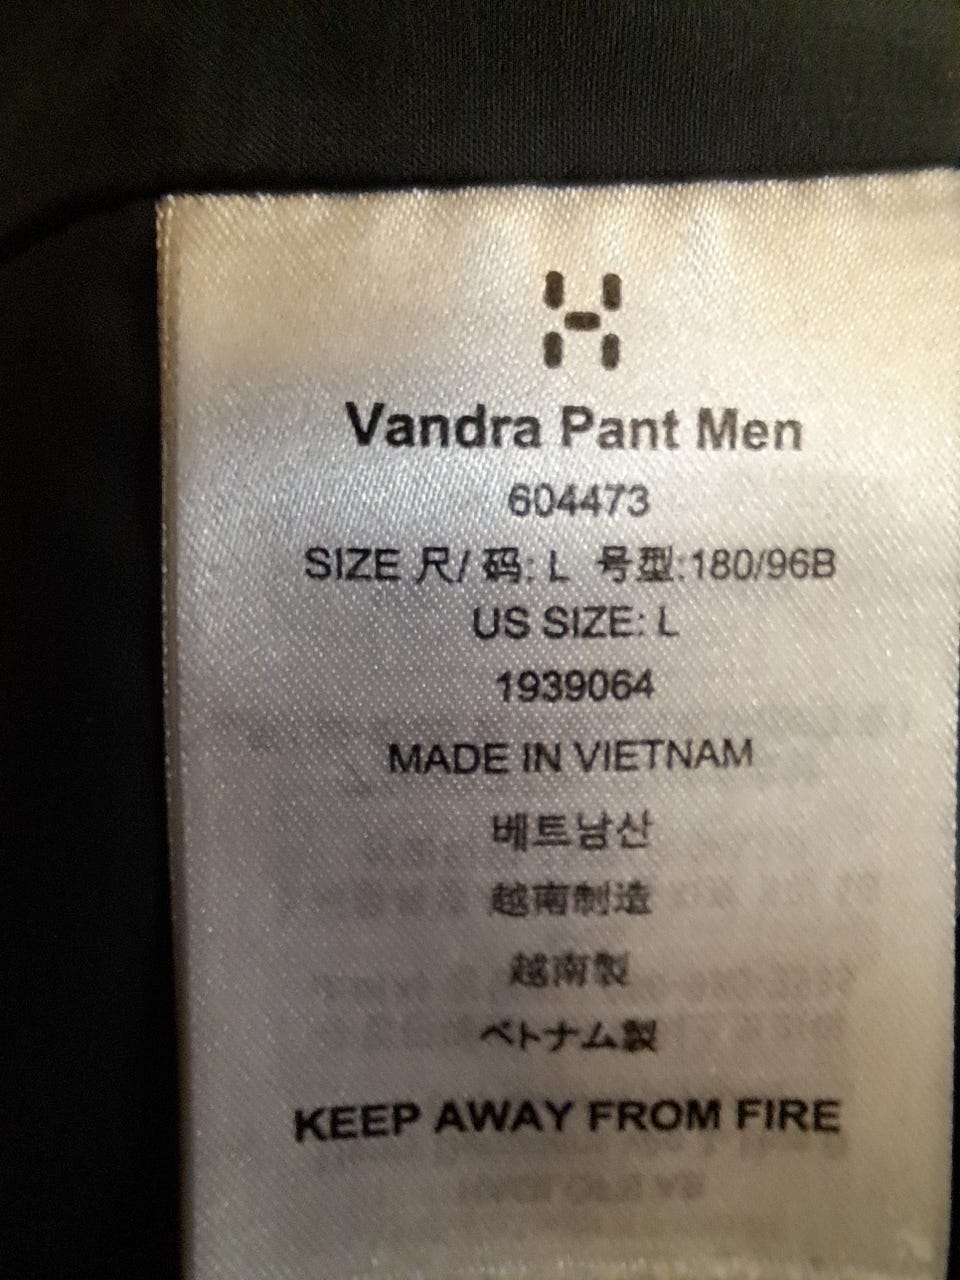 Vandra Pant Men
604473
SIZE 尺/ 码: L 号型:180/96B
US SIZE: L
1939064
MADE IN VIETNAM
베트남산
越南制造
越南製
ベトナム製
KEEP AWAY FROM FIRE